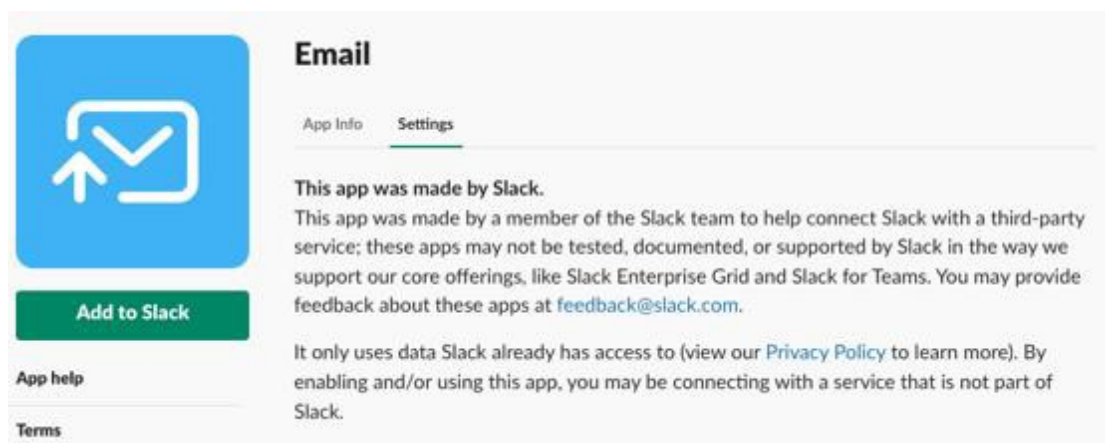 Email
App Info Settings
This app was made by Slack.
This app was made by a member of the Slack team to help connect Slack with a third-party
service; these apps may not be tested, documented, or supported by Slack in the way we
support our core offerings, like Slack Enterprise Grid and Slack for Teams. You may provide
feedback about these apps at feedback@slack.com.
It only uses data Slack already has access to (view our Privacy Policy to learn more). By
enabling and/or using this app, you may be connecting with a service that is not part of
Slack.
Add to Slack
App help
Terms